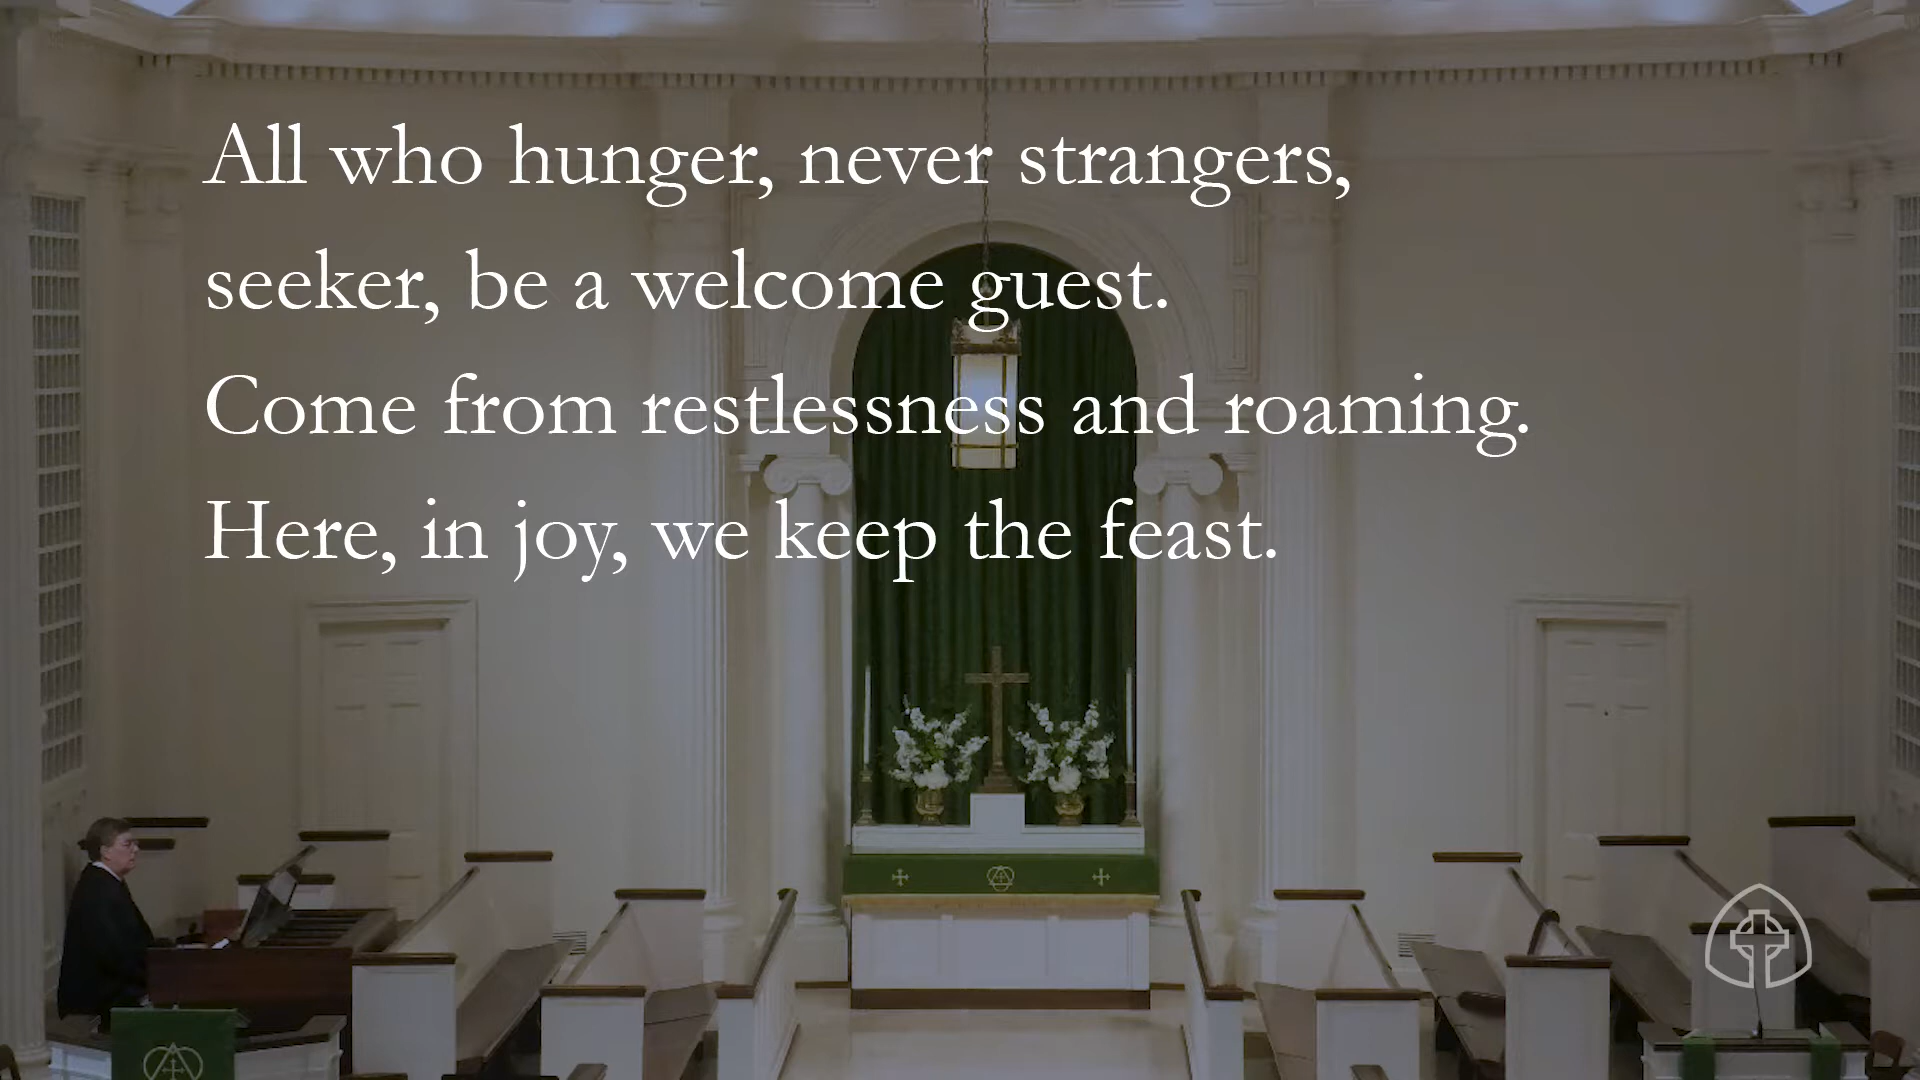 All who hunger, never strangers,
seeker, be a welcome guest.
Come from restlessness and roaming.
Here, in joy, we keep the feast.